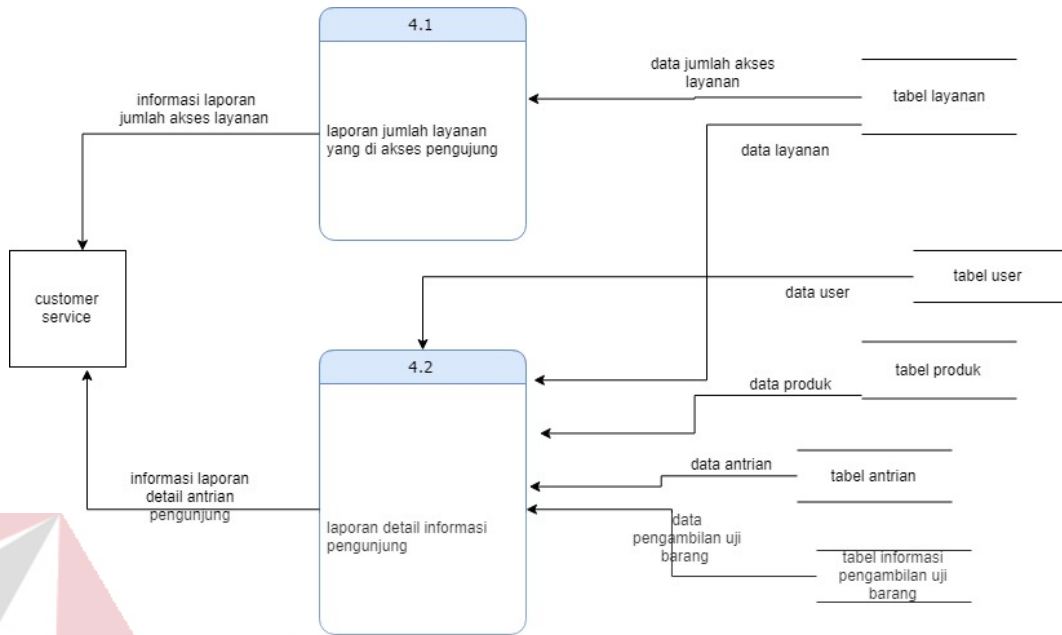 4.1
data jumlah akses
layanan
tabel layanan
informasi laporan
jumlah akses layanan
laporan jumlah layanan
yang di akses pengujung
data layanan
customer
service
tabel user
data user
4.2
tabel produk
data produk
data antrian
tabel antrian
informasi laporan
detail antrian
pengunjung
laporan detail informasi
pengunjung
data
pengambilan uji
barang
tabel informasi
pengambilan uji
barang